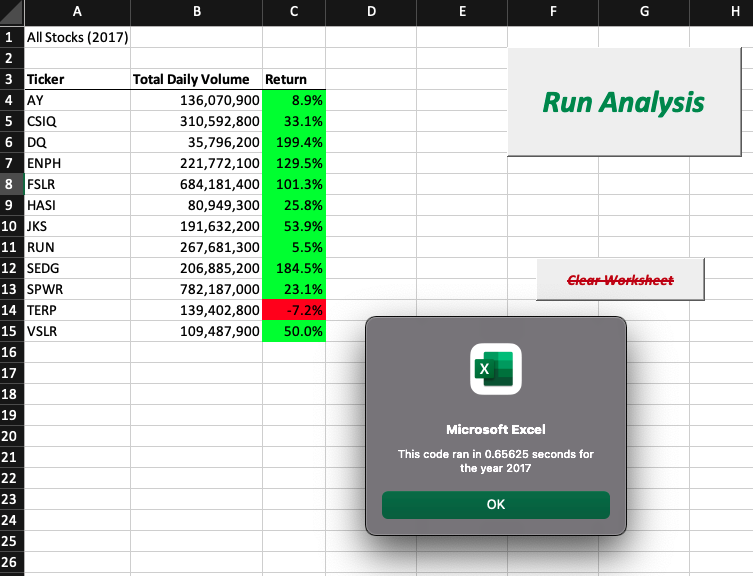 A B C D E F G H
1 All Stocks (2017)
2
3 Ticker Total Daily Volume Return
Run Analysis
4 AY 136,070,900 8.9%
5 CSIQ 310,592,800 33.1%
6 DQ 35,796,200 199.4%
7 ENPH 221,772,100 129.5%
8 FSLR 684,181,400 101.3%
9 HASI 80,949,300 25.8%
10 JKS 191,632,200 53.9%
11 RUN 267,681,300 5.5%
12 SEDG 206,885,200 184.5%
Clear Worksheet
13 SPWR 782,187,000 23.1%
14 TERP 139,402,800 -7.2%
15 VSLR 109,487,900 50.0%
16
17
18
19
20
21
22
23
24
25
26
X
Microsoft Excel
This code ran in 0.65625 seconds for
the year 2017
OK